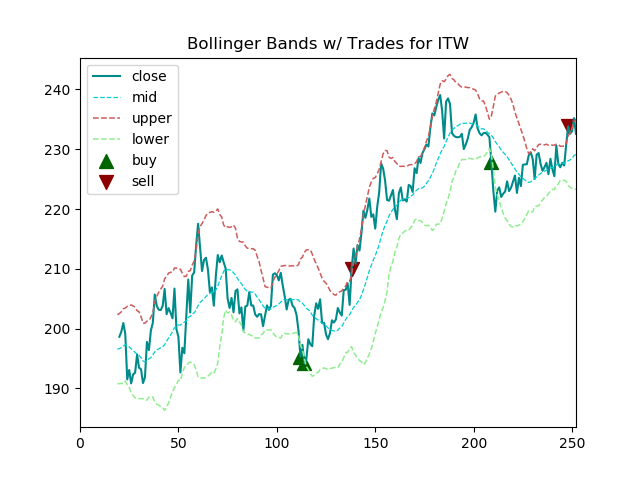 Bollinger Bands w/ Trades for ITW
close
mid
upper
lower
buy
sell
240
230
220
210
200
190
0 50 100 150 200 250